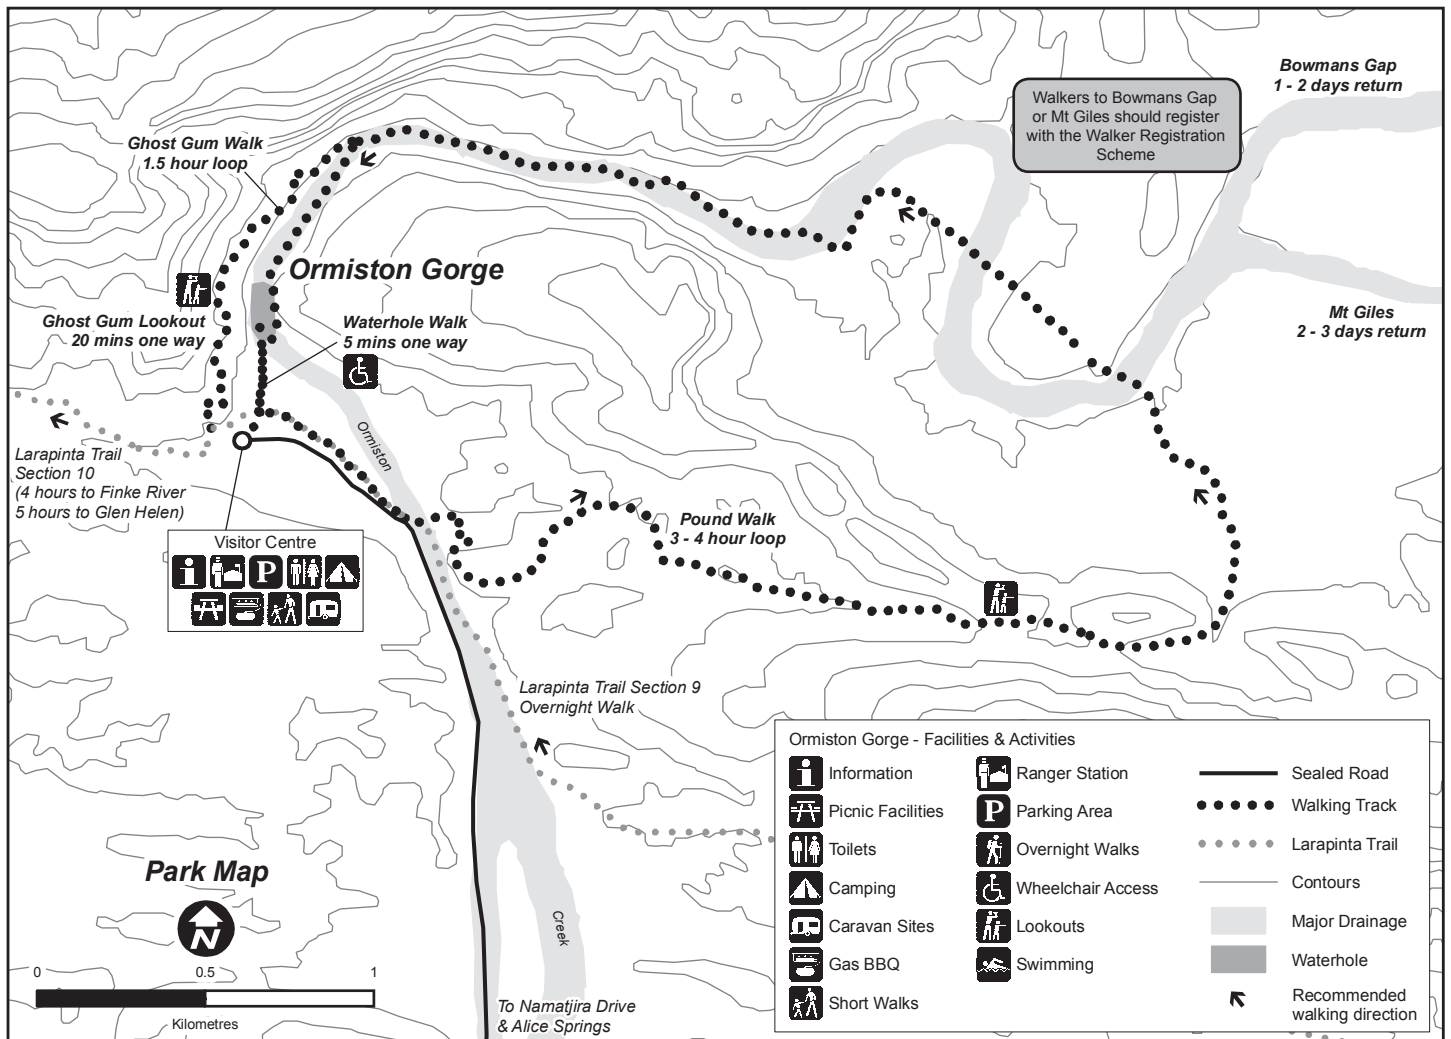 Bowmans Gap
1 - 2 days return
Walkers to Bowmans Gap
or Mt Giles should register
with the Walker Registration
Scheme
Ghost Gum Walk
1.5 hour loop
Ormiston Gorge
Ghost Gum Lookout
20 mins one way
Waterhole Walk
5 mins one way
Mt Giles
2 - 3 days return
Ormiston
Larapinta Trail
Section 10
(4 hours to Finke River
5 hours to Glen Helen)
Pound Walk
3 - 4 hour loop
Visitor Centre
P
Larapinta Trail Section 9
Overnight Walk
Park Map
N
0 0.5 1
Kilometres
Creek
To Namatjira Drive
& Alice Springs
Ormiston Gorge - Facilities & Activities
Information
Picnic Facilities
Toilets
Camping
Caravan Sites
Gas BBQ
Short Walks
Ranger Station
P Parking Area
Overnight Walks
Wheelchair Access
Lookouts
Swimming
Sealed Road
Walking Track
Larapinta Trail
Contours
Major Drainage
Waterhole
Recommended
walking direction